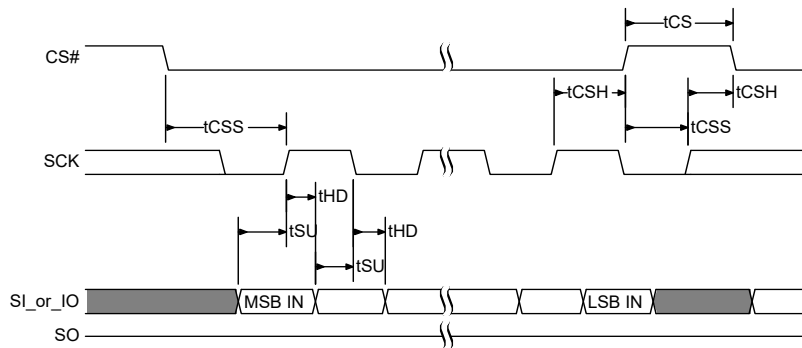 tCS
CS#
tCSH
tCSH
tCSS
tCSS
SCK
tHD
tSU
tHD
tSU
SI_or_IO
MSB IN
LSB IN
SO